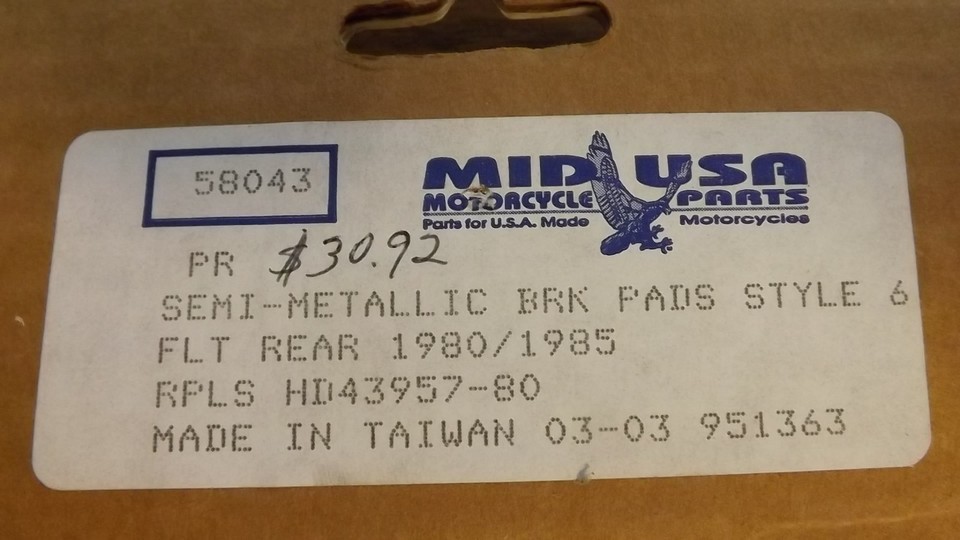 58043
MID USA
MOTORCYCLE PARTS
Parts for U.S.A. Made Motorcycles
PR $30.92
SEMI-METALLIC BRK PADS STYLE 6
FLT REAR 1980/1985
RPLS HD43957-80
MADE IN TAIWAN 03-03 951363